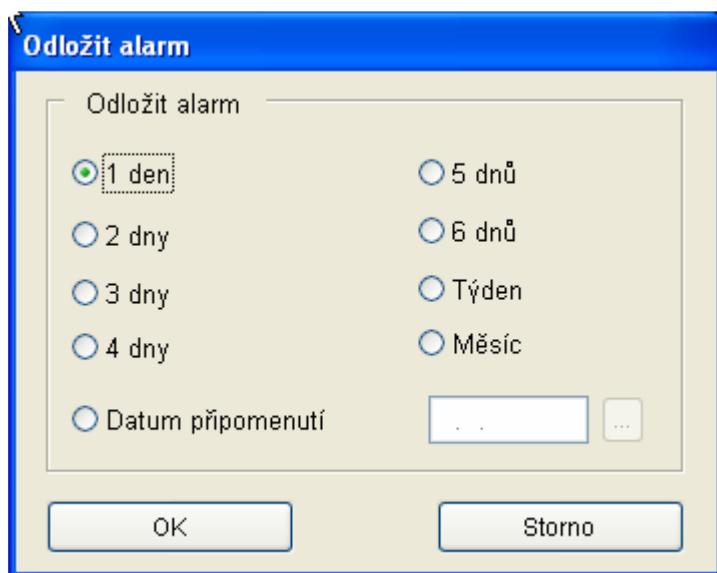 Odložit alarm
Odložit alarm
1 den
5 dnů
2 dny
6 dnů
3 dny
Týden
4 dny
Měsíc
Datum připomenutí
. .
...
OK
Storno